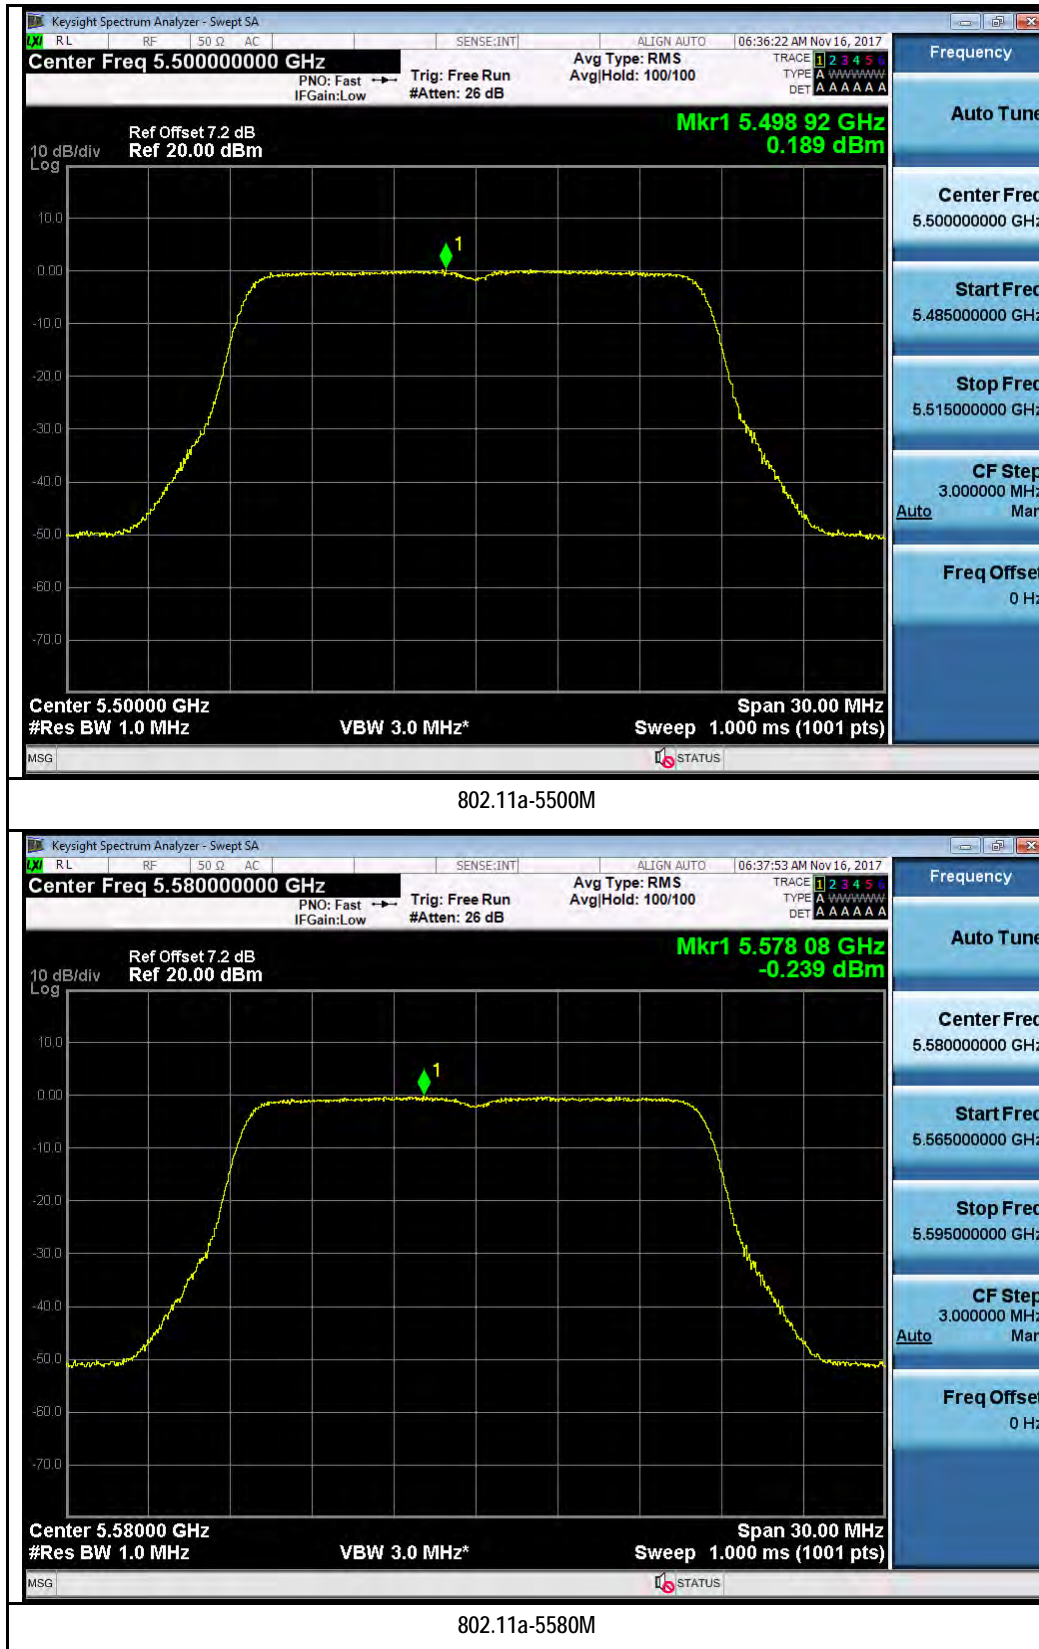 Keysight Spectrum Analyzer - Swept SA
LXI RL RF 50 Ω AC SENSE:INT ALIGN AUTO 06:36:22 AM Nov 16, 2017
Center Freq 5.500000000 GHz
PNO: Fast
IFGain:Low
Trig: Free Run
#Atten: 26 dB
Avg Type: RMS
Avg|Hold: 100/100
TRACE 1 2 3 4 5 6
TYPE A WWWWW
DET A A A A A A
Frequency
Auto Tune
Mkr1 5.498 92 GHz
0.189 dBm
Ref Offset 7.2 dB
10 dB/div Ref 20.00 dBm
Log
10.0
0.00
-10.0
-20.0
-30.0
-40.0
-50.0
-60.0
-70.0
1
Center Freq
5.500000000 GHz
Start Freq
5.485000000 GHz
Stop Freq
5.515000000 GHz
CF Step
3.000000 MHz
Auto Man
Freq Offset
0 Hz
Center 5.50000 GHz Span 30.00 MHz
#Res BW 1.0 MHz VBW 3.0 MHz* Sweep 1.000 ms (1001 pts)
MSG STATUS
802.11a-5500M
Keysight Spectrum Analyzer - Swept SA
LXI RL RF 50 Ω AC SENSE:INT ALIGN AUTO 06:37:53 AM Nov 16, 2017
Center Freq 5.580000000 GHz
PNO: Fast
IFGain:Low
Trig: Free Run
#Atten: 26 dB
Avg Type: RMS
Avg|Hold: 100/100
TRACE 1 2 3 4 5 6
TYPE A WWWWW
DET A A A A A A
Frequency
Auto Tune
Mkr1 5.578 08 GHz
-0.239 dBm
Ref Offset 7.2 dB
10 dB/div Ref 20.00 dBm
Log
10.0
0.00
-10.0
-20.0
-30.0
-40.0
-50.0
-60.0
-70.0
1
Center Freq
5.580000000 GHz
Start Freq
5.565000000 GHz
Stop Freq
5.595000000 GHz
CF Step
3.000000 MHz
Auto Man
Freq Offset
0 Hz
Center 5.58000 GHz Span 30.00 MHz
#Res BW 1.0 MHz VBW 3.0 MHz* Sweep 1.000 ms (1001 pts)
MSG STATUS
802.11a-5580M